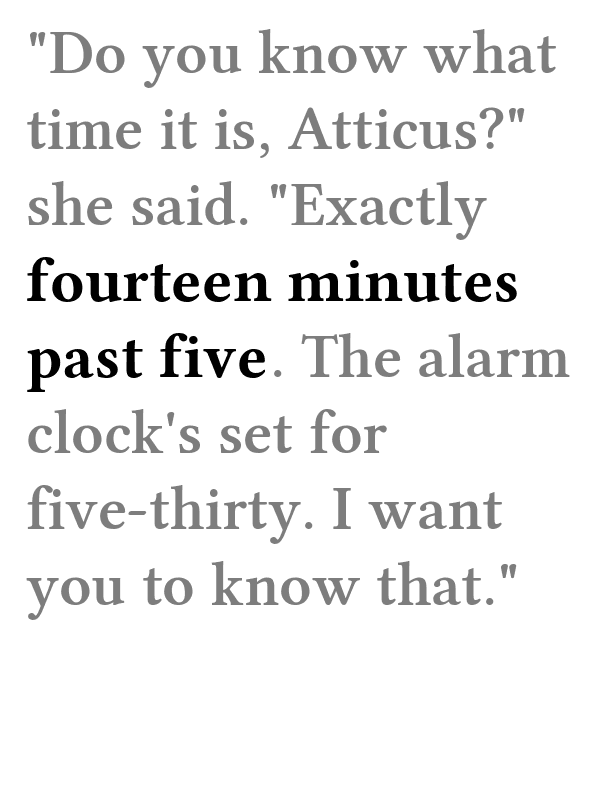 "Do you know what
time it is, Atticus?"
she said. "Exactly
fourteen minutes
past five. The alarm
clock's set for
five-thirty. I want
you to know that."